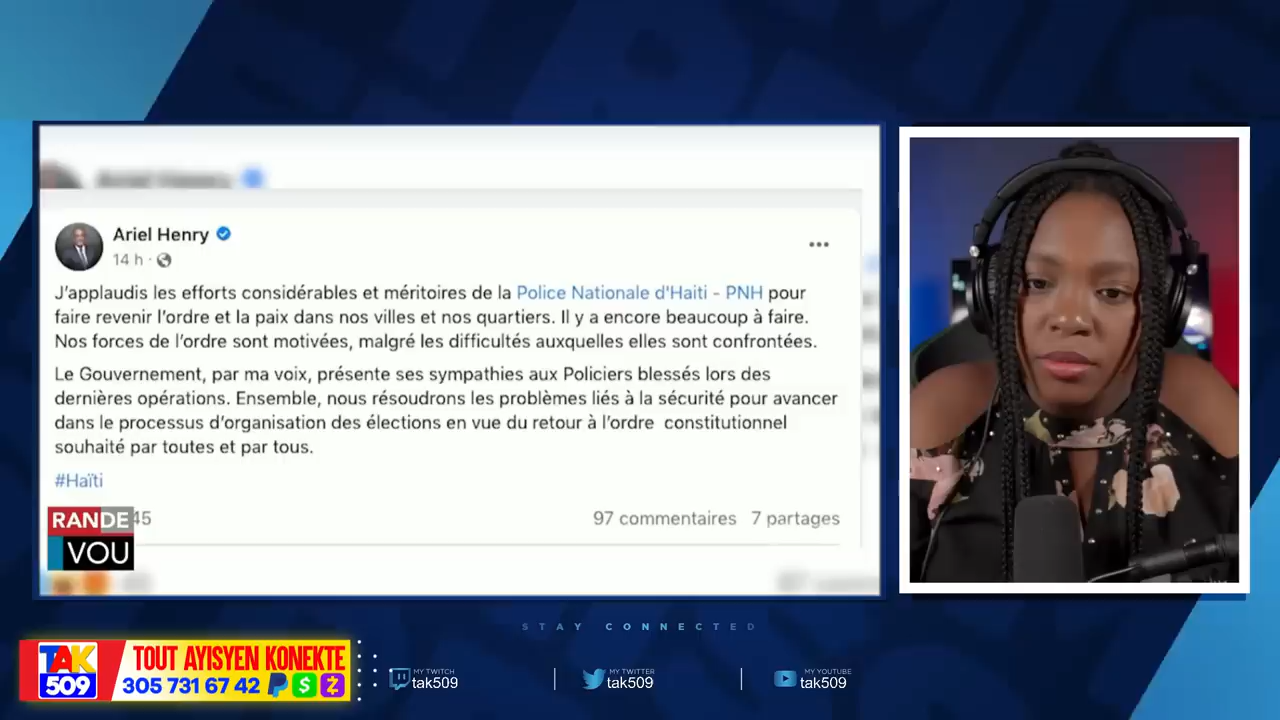 Ariel Henry
Ariel Henry
14 h ·
J'applaudis les efforts considérables et méritoires de la Police Nationale d'Haiti - PNH pour
faire revenir l'ordre et la paix dans nos villes et nos quartiers. Il y a encore beaucoup à faire.
Nos forces de l'ordre sont motivées, malgré les difficultés auxquelles elles sont confrontées.
Le Gouvernement, par ma voix, présente ses sympathies aux Policiers blessés lors des
dernières opérations. Ensemble, nous résoudrons les problèmes liés à la sécurité pour avancer
dans le processus d'organisation des élections en vue du retour à l'ordre constitutionnel
souhaité par toutes et par tous.
#Haïti
45
97 commentaires 7 partages
RANDE
VOU
STAY CONNECTED
TAK
509
TOUT AYISYEN KONEKTE
305 731 67 42
MY TWITCH
tak509
MY TWITTER
tak509
MY YOUTUBE
tak509